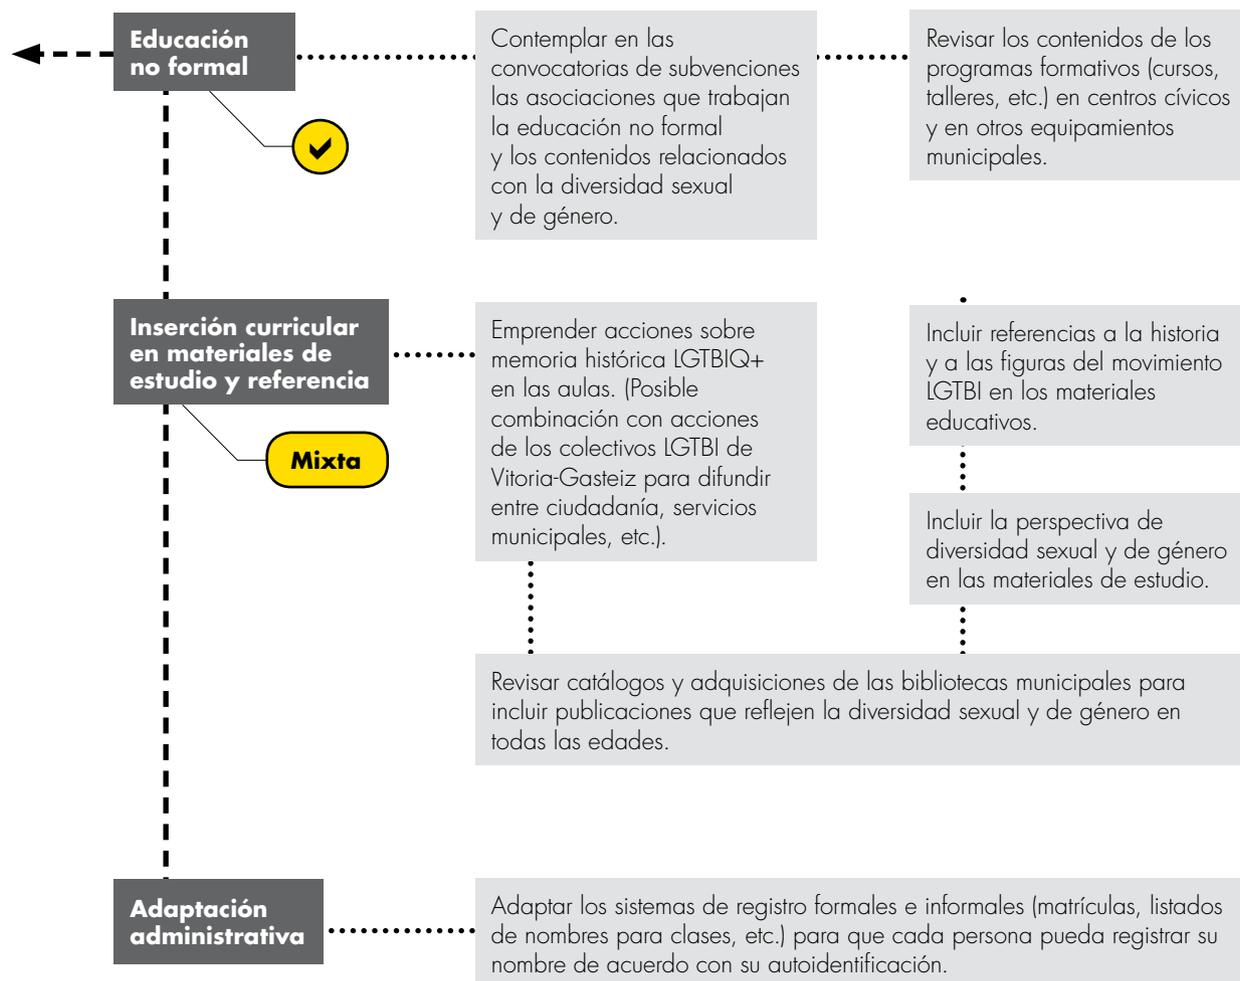 Educación
no formal
Contemplar en las
convocatorias de subvenciones
las asociaciones que trabajan
la educación no formal
y los contenidos relacionados
con la diversidad sexual
y de género.
Revisar los contenidos de los
programas formativos (cursos,
talleres, etc.) en centros cívicos
y en otros equipamientos
municipales.
Inserción curricular
en materiales de
estudio y referencia
Mixta
Emprender acciones sobre
memoria histórica LGTBIQ+
en las aulas. (Posible
combinación con acciones
de los colectivos LGTBI de
Vitoria-Gasteiz para difundir
entre ciudadanía, servicios
municipales, etc.).
Incluir referencias a la historia
y a las figuras del movimiento
LGTBI en los materiales
educativos.
Incluir la perspectiva de
diversidad sexual y de género
en las materiales de estudio.
Revisar catálogos y adquisiciones de las bibliotecas municipales para
incluir publicaciones que reflejen la diversidad sexual y de género en
todas las edades.
Adaptación
administrativa
Adaptar los sistemas de registro formales e informales (matrículas, listados
de nombres para clases, etc.) para que cada persona pueda registrar su
nombre de acuerdo con su autoidentificación.